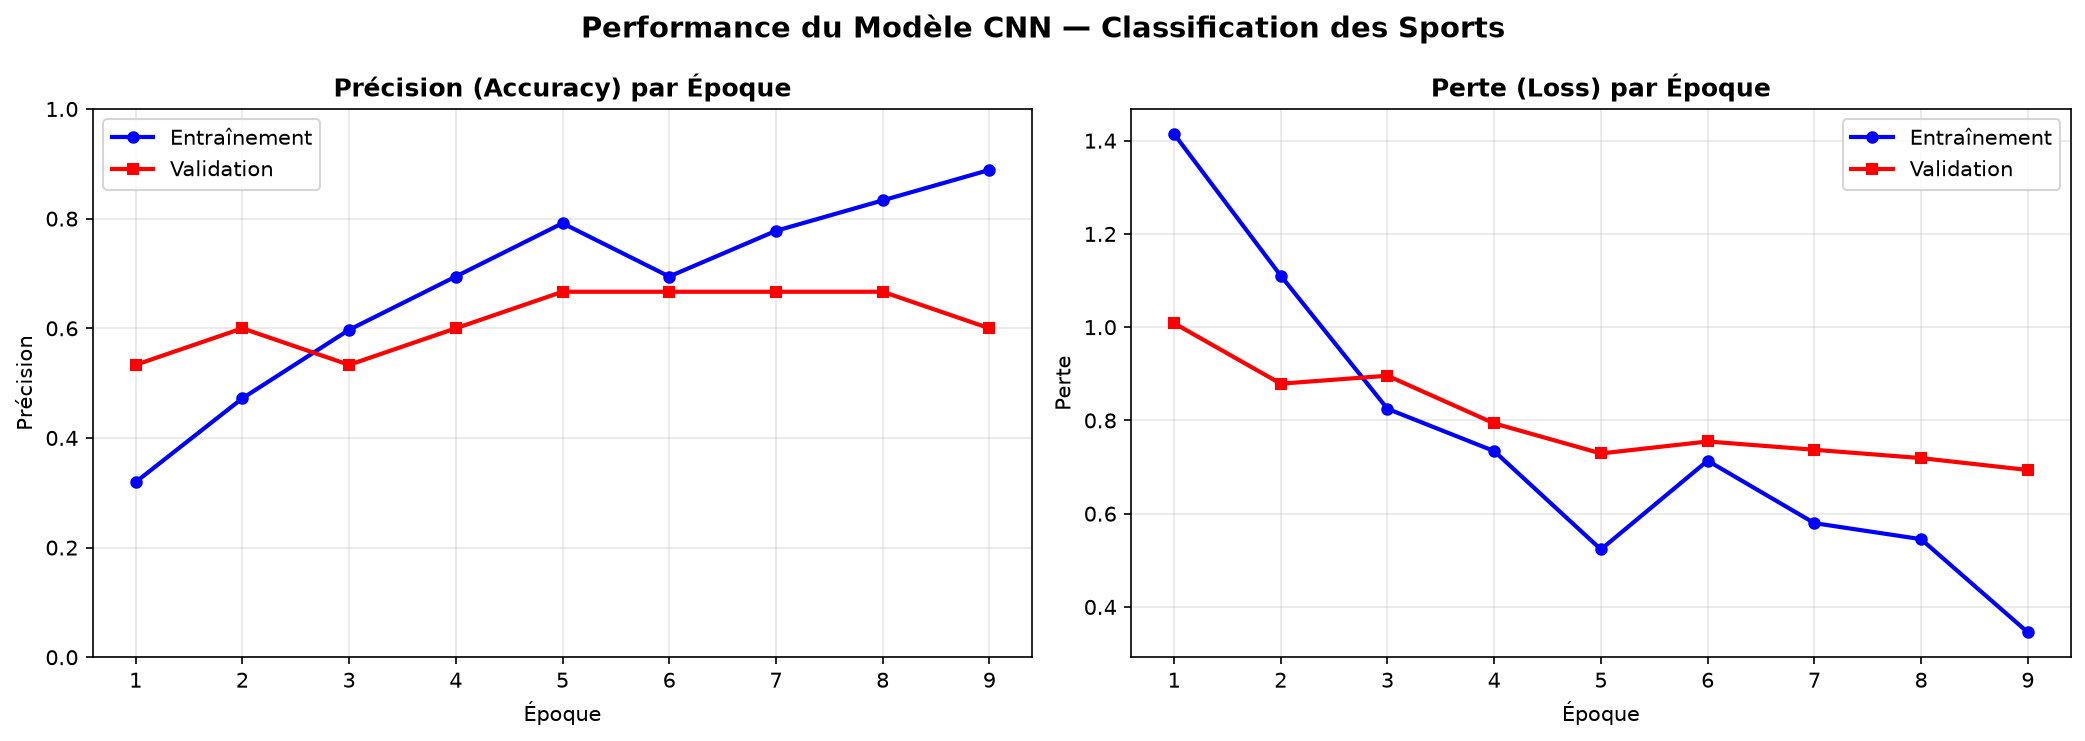 Performance du Modèle CNN — Classification des Sports
Précision (Accuracy) par Époque
Entraînement
Validation
1.0
0.8
0.6
0.4
0.2
0.0
Précision
1 2 3 4 5 6 7 8 9
Époque
Perte (Loss) par Époque
Entraînement
Validation
1.4
1.2
1.0
0.8
0.6
0.4
Perte
1 2 3 4 5 6 7 8 9
Époque